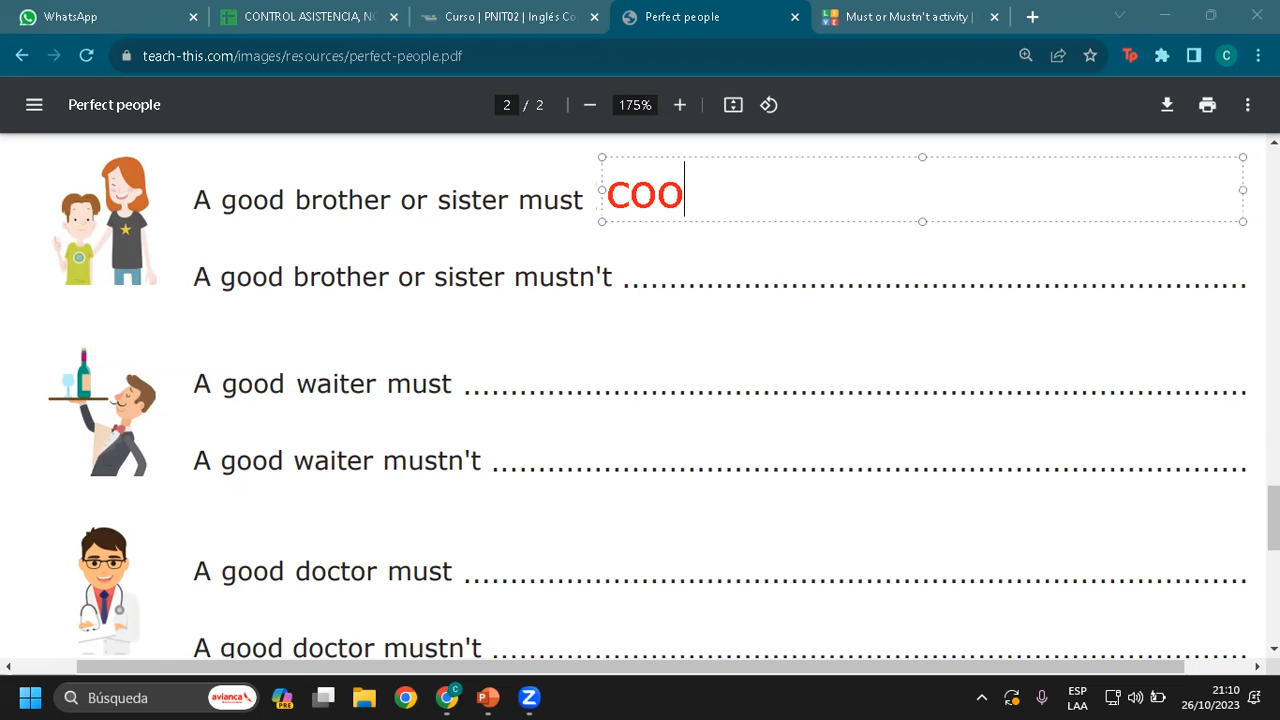 WhatsApp
CONTROL ASISTENCIA, NO
Curso | PNIT02 | Inglés Co
Perfect people
Must or Mustn't activity |
teach-this.com/images/resources/perfect-people.pdf
Tp
C
Perfect people
2 / 2
175%
A good brother or sister must coo
A good brother or sister mustn't ........................................................................
A good waiter must ........................................................................
A good waiter mustn't ........................................................................
A good doctor must ........................................................................
A good doctor mustn't ........................................................................
Búsqueda
avianca
PRE
C
P
ESP
LAA
21:10
26/10/2023